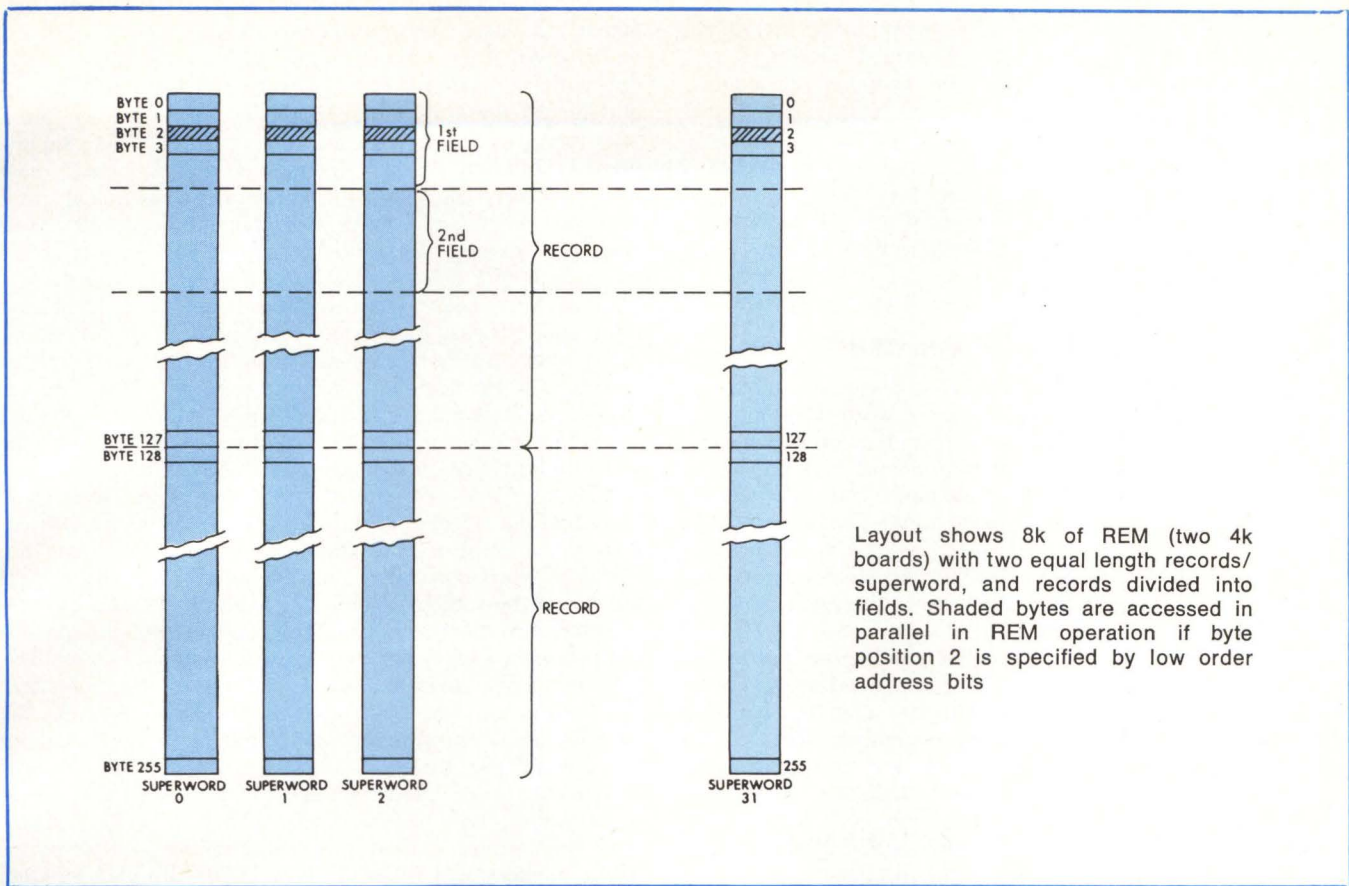 BYTE 0
BYTE 1
BYTE 2
BYTE 3
0
1
2
3
1st
FIELD
2nd
FIELD
RECORD
BYTE 127
BYTE 128
127
128
RECORD
BYTE 255
255
SUPERWORD
0
SUPERWORD
1
SUPERWORD
2
SUPERWORD
31
Layout shows 8k of REM (two 4k
boards) with two equal length records/
superword, and records divided into
fields. Shaded bytes are accessed in
parallel in REM operation if byte
position 2 is specified by low order
address bits